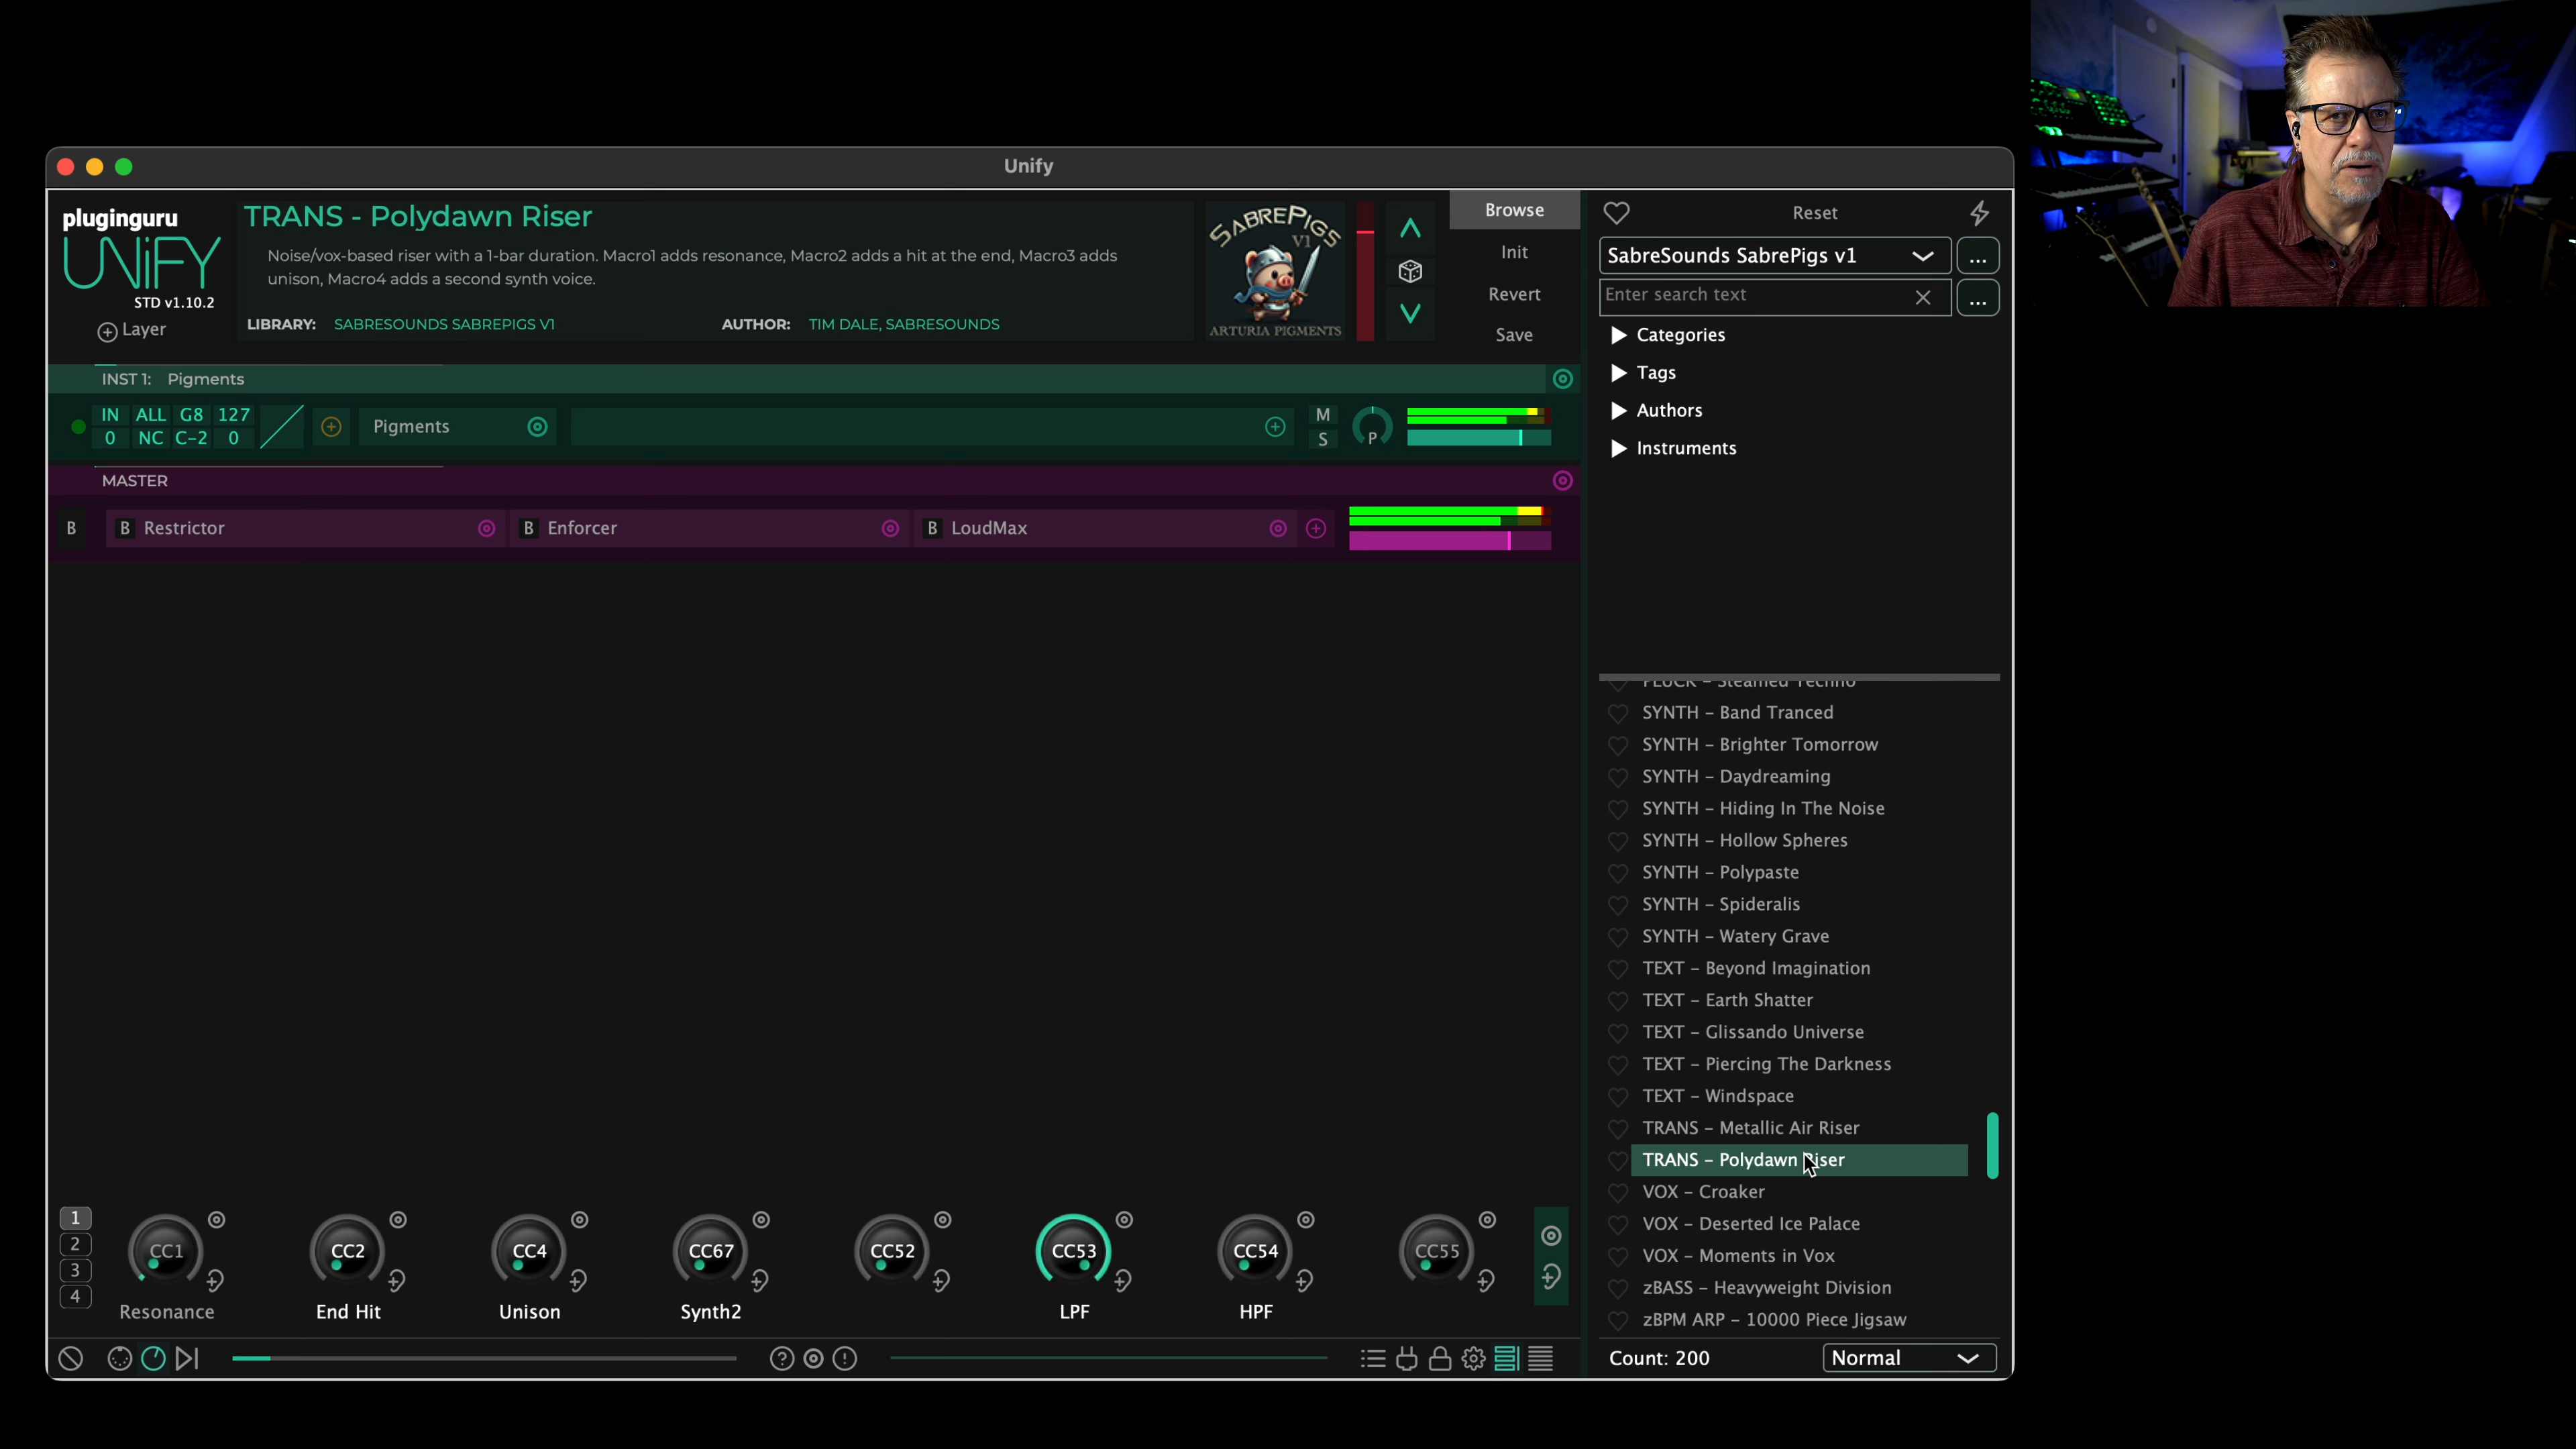 Unify
pluginguru
UNiFY
STD v1.10.2
Layer
TRANS - Polydawn Riser
Noise/vox-based riser with a 1-bar duration. Macro1 adds resonance, Macro2 adds a hit at the end, Macro3 adds
unison, Macro4 adds a second synth voice.
LIBRARY: SABRESOUNDS SABREPIGS V1
AUTHOR: TIM DALE, SABRESOUNDS
SABREPIGS
V1
ARTURIA PIGMENTS
Browse
Init
Revert
Save
INST 1: Pigments
IN ALL G8 127
0 NC C-2 0
Pigments
M
S
P
MASTER
B
B Restrictor
B Enforcer
B LoudMax
1
2
3
4
CC1
CC2
CC4
CC67
CC52
CC53
CC54
CC55
Resonance
End Hit
Unison
Synth2
LPF
HPF
Reset
SabreSounds SabrePigs v1
...
Enter search text
...
Categories
Tags
Authors
Instruments
PLUCK – Steamed Techno
SYNTH – Band Tranced
SYNTH – Brighter Tomorrow
SYNTH – Daydreaming
SYNTH – Hiding In The Noise
SYNTH – Hollow Spheres
SYNTH – Polypaste
SYNTH – Spideralis
SYNTH – Watery Grave
TEXT – Beyond Imagination
TEXT – Earth Shatter
TEXT – Glissando Universe
TEXT – Piercing The Darkness
TEXT – Windspace
TRANS – Metallic Air Riser
TRANS – Polydawn Riser
VOX – Croaker
VOX – Deserted Ice Palace
VOX – Moments in Vox
zBASS – Heavyweight Division
zBPM ARP – 10000 Piece Jigsaw
Count: 200
Normal